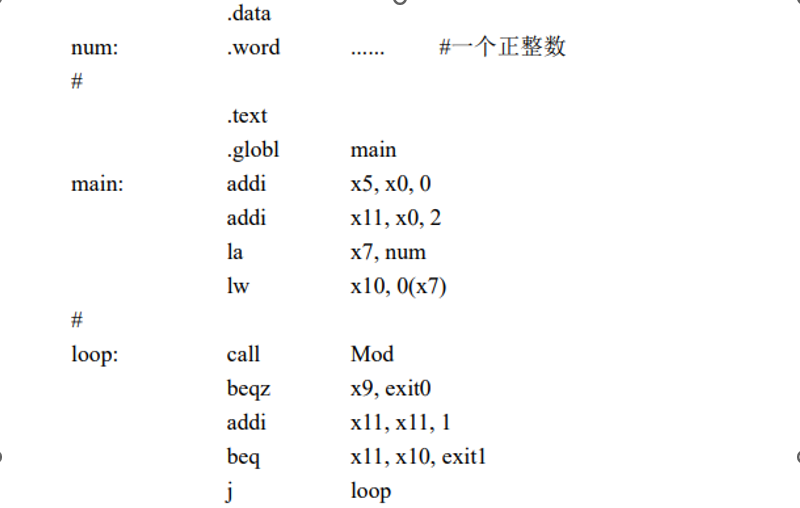 .data
num: .word ...... #一个正整数
#
.text
.globl main
main: addi x5, x0, 0
addi x11, x0, 2
la x7, num
lw x10, 0(x7)
#
loop: call Mod
beqz x9, exit0
addi x11, x11, 1
beq x11, x10, exit1
j loop